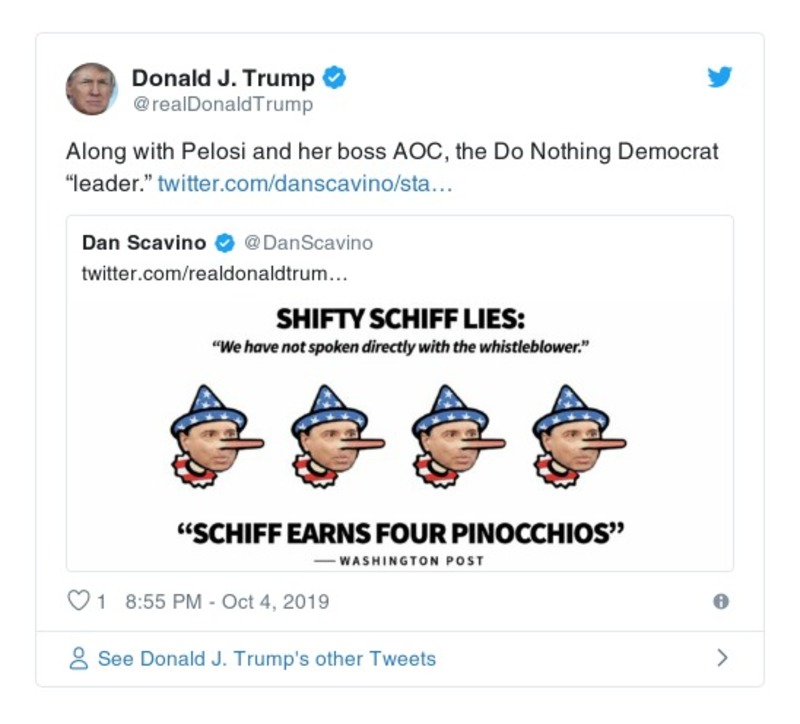 Donald J. Trump
@realDonaldTrump
Along with Pelosi and her boss AOC, the Do Nothing Democrat
“leader.” twitter.com/danscavino/sta…
Dan Scavino @DanScavino
twitter.com/realdonaldtrum…
SHIFTY SCHIFF LIES:
“We have not spoken directly with the whistleblower.”
“SCHIFF EARNS FOUR PINOCCHIOS”
— WASHINGTON POST
1 8:55 PM - Oct 4, 2019
See Donald J. Trump's other Tweets